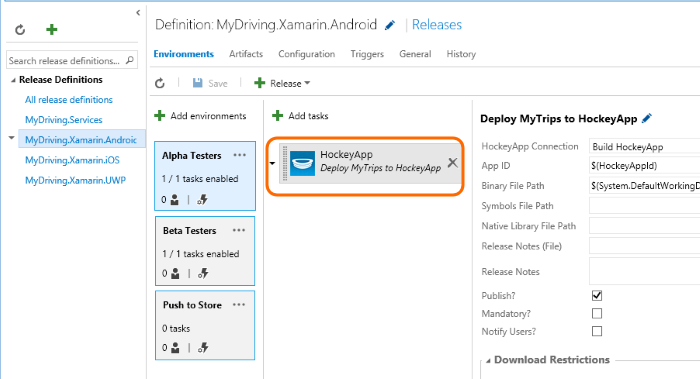 Definition: MyDriving.Xamarin.Android | Releases
Search release definitions...
Release Definitions
All release definitions
MyDriving.Services
MyDriving.Xamarin.Android
MyDriving.Xamarin.iOS
MyDriving.Xamarin.UWP
Environments Artifacts Configuration Triggers General History
Save Release
Add environments
Alpha Testers ...
1 / 1 tasks enabled
0
Beta Testers ...
1 / 1 tasks enabled
0
Push to Store ...
0 tasks
0
Add tasks
HockeyApp
Deploy MyTrips to HockeyApp
Deploy MyTrips to HockeyApp
HockeyApp Connection Build HockeyApp
App ID $(HockeyAppId)
Binary File Path $(System.DefaultWorkingD
Symbols File Path
Native Library File Path
Release Notes (File)
Release Notes
Publish?
Mandatory?
Notify Users?
Download Restrictions